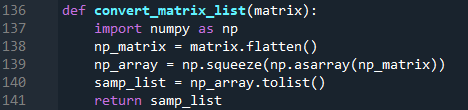 136 def convert_matrix_list(matrix):
137 import numpy as np
138 np_matrix = matrix.flatten()
139 np_array = np.squeeze(np.asarray(np_matrix))
140 samp_list = np_array.tolist()
141 return samp_list